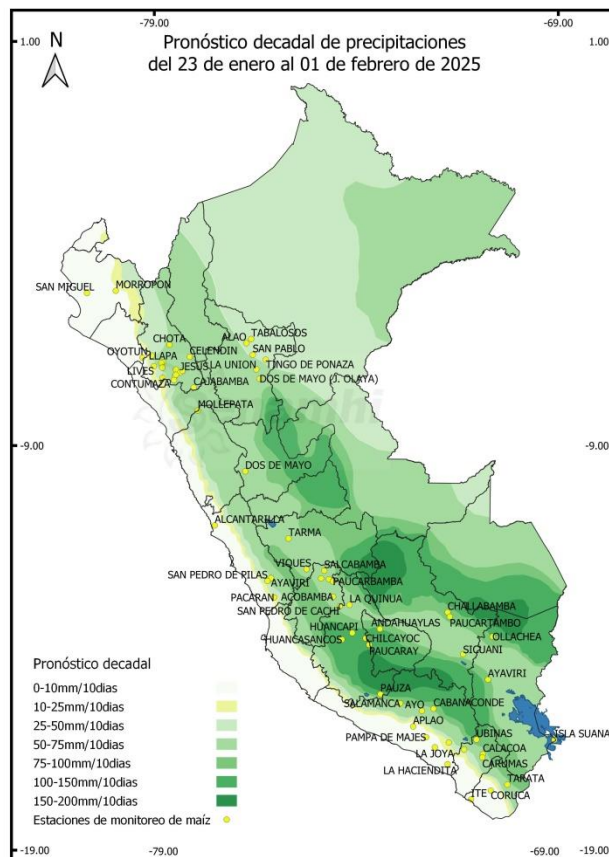 -79.00
-69.00
1.00
1.00
N
Pronóstico decadal de precipitaciones
del 23 de enero al 01 de febrero de 2025
SAN MIGUEL
MORROPON
CHOTA
ALAO
TABALOSOS
OYOTUN
LLAPA
CELENDIN
SAN PABLO
LIVES
JESUS
LA UNION
TINGO DE PONAZA
CONTUMAZA
CAJABAMBA
DOS DE MAYO (J. OLAYA)
MOLLEPATA
-9.00
-9.00
DOS DE MAYO
ALCANTARILLA
TARMA
VIQUES
SALCABAMBA
SAN PEDRO DE PILAS
AYAVIRI
PAUCARBAMBA
PACARAN
ACOBAMBA
LA QUINUA
SAN PEDRO DE CACHI
CHALLABAMBA
HUANCAPI
ANDAHUAYLAS
PAUCARTAMBO
HUANCASANCOS
CHILCAYOC
OLLACHEA
PAUCARAY
SICUANI
AYAVIRI
Pronóstico decadal
0-10mm/10dias
10-25mm/10dias
25-50mm/10dias
50-75mm/10dias
75-100mm/10dias
100-150mm/10dias
150-200mm/10dias
Estaciones de monitoreo de maíz
PAUZA
SALAMANCA
AYO
CABANACONDE
APLAO
PAMPA DE MAJES
UBINAS
ISLA SUANA
LA JOYA
CALACOA
CARUMAS
LA HACIENDITA
TARATA
ITE
CORUCA
-19.00
-19.00
-79.00
-69.00